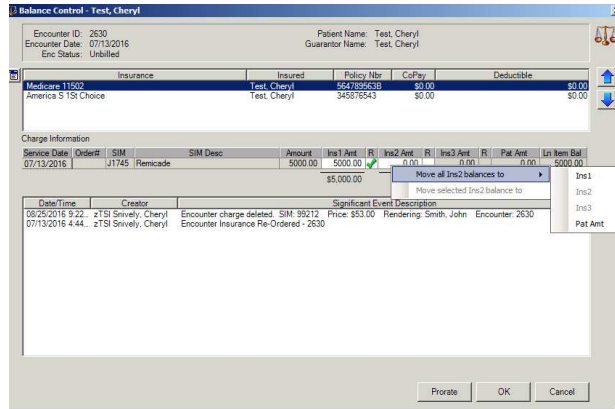 Balance Control - Test, Cheryl
Encounter ID: 2630 Patient Name: Test, Cheryl
Encounter Date: 07/13/2016 Guarantor Name: Test, Cheryl
Enc Status: Unbilled
Insurance Insured Policy Nbr CoPay Deductible
Medicare 11502 Test, Cheryl 564789563B $0.00 $0.00
America S 1St Choice Test, Cheryl 345876543 $0.00 $0.00
Charge Information
Service Date Order# SIM SIM Desc Amount Ins1 Amt R Ins2 Amt R Ins3 Amt R Pat Amt Ln Item Bal
07/13/2016 J1745 Remicade 5000.00 5000.00 0.00 0.00 0.00 5000.00
$5,000.00 Move all Ins2 balances to Ins1
Move selected Ins2 balance to Ins2
Ins3
Pat Amt
Date/Time Creator Significant Event Description
08/25/2016 9:22... zTSI Snively, Cheryl Encounter charge deleted. SIM: 99212 Price: $53.00 Rendering: Smith, John Encounter: 2630
07/13/2016 4:44... zTSI Snively, Cheryl Encounter Insurance Re-Ordered - 2630
Prorate OK Cancel